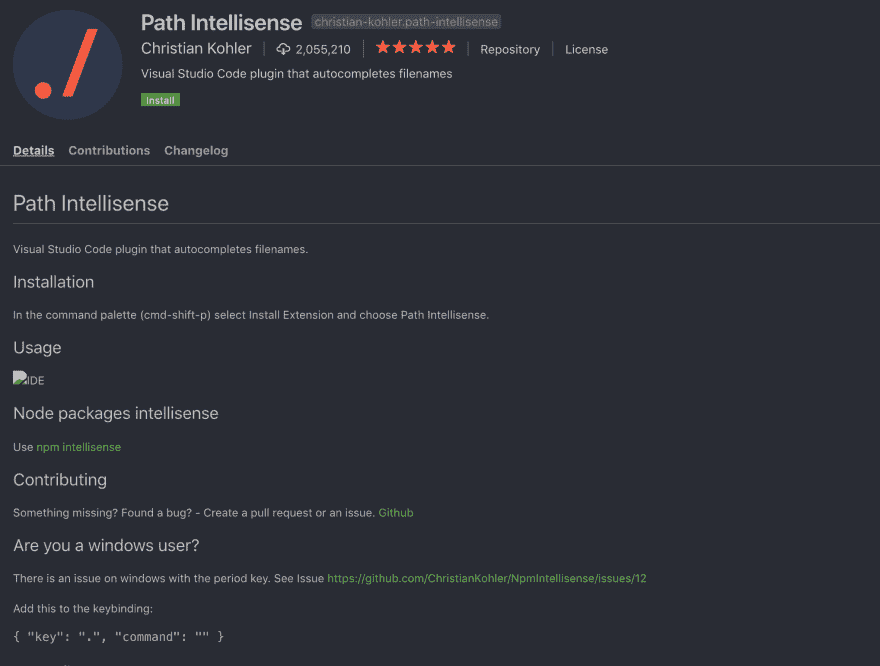 Path Intellisense christian-kohler.path-intellisense
Christian Kohler 2,055,210 Repository License
Visual Studio Code plugin that autocompletes filenames
Install
Details Contributions Changelog
Path Intellisense
Visual Studio Code plugin that autocompletes filenames.
Installation
In the command palette (cmd-shift-p) select Install Extension and choose Path Intellisense.
Usage
IDE
Node packages intellisense
Use npm intellisense
Contributing
Something missing? Found a bug? - Create a pull request or an issue. Github
Are you a windows user?
There is an issue on windows with the period key. See Issue https://github.com/ChristianKohler/NpmIntellisense/issues/12
Add this to the keybinding:
{ "key": ".", "command": "" }